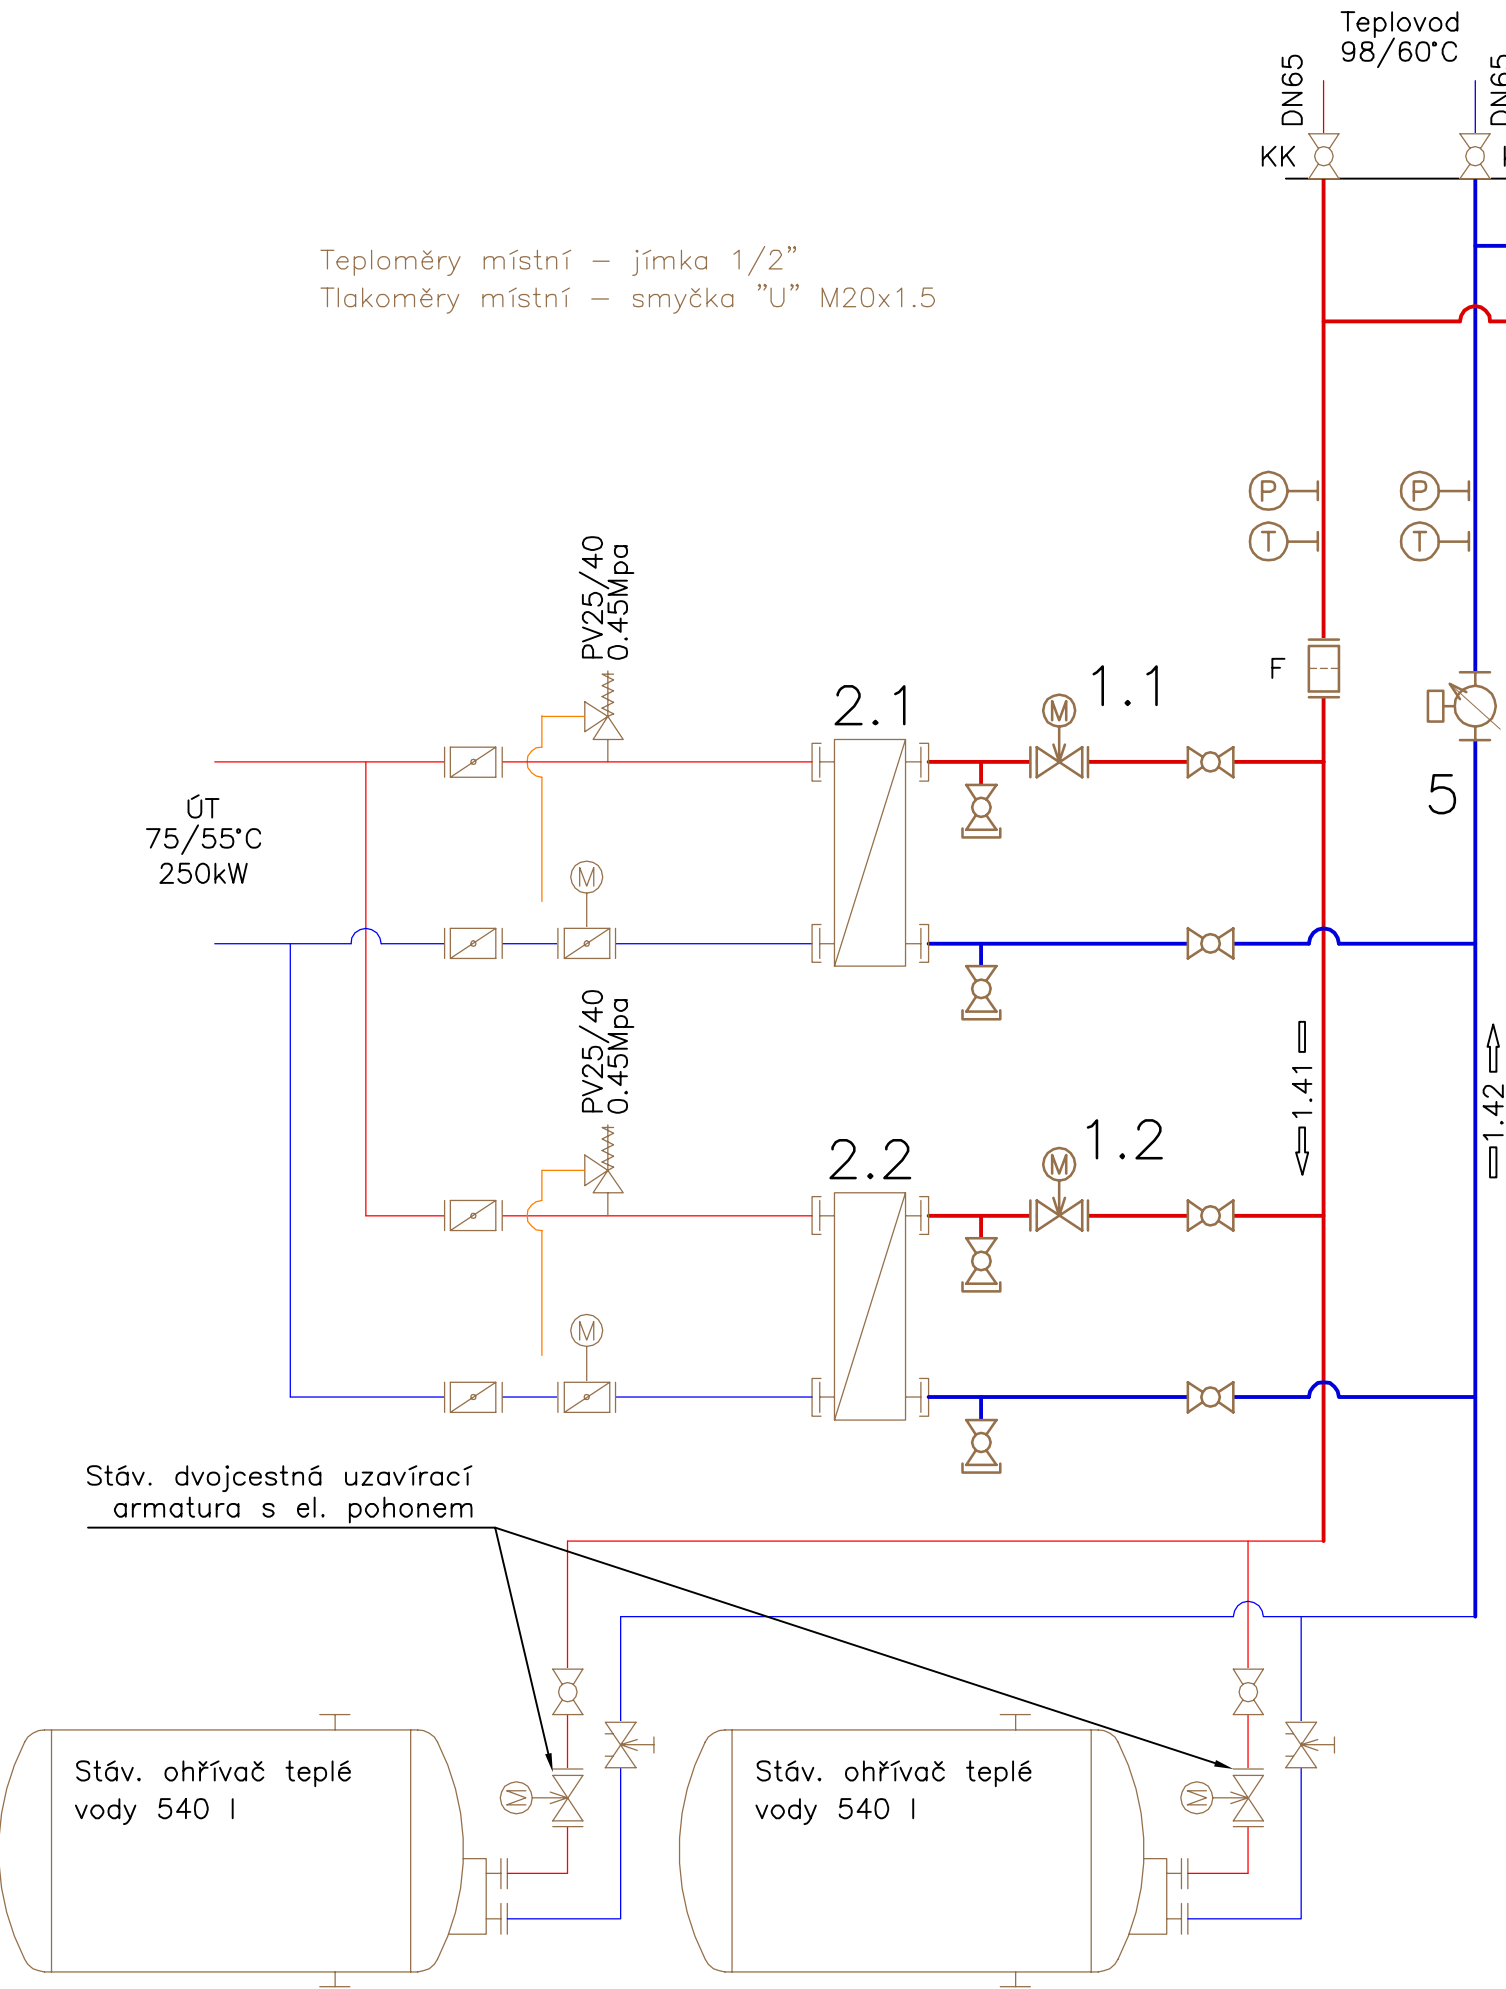 Teplovod
98/60°C
DN65
DN65
KK
Teploměry místní – jímka 1/2"
Tlakoměry místní – smyčka "U" M20x1.5
P
P
T
T
PV25/40
0.45Mpa
F
2.1
M
1.1
5
ÚT
75/55°C
250kW
M
PV25/40
0.45Mpa
1.41
1.42
2.2
M
1.2
M
Stáv. dvojcestná uzavírací
armatura s el. pohonem
Stáv. ohřívač teplé
vody 540 l
M
Stáv. ohřívač teplé
vody 540 l
M